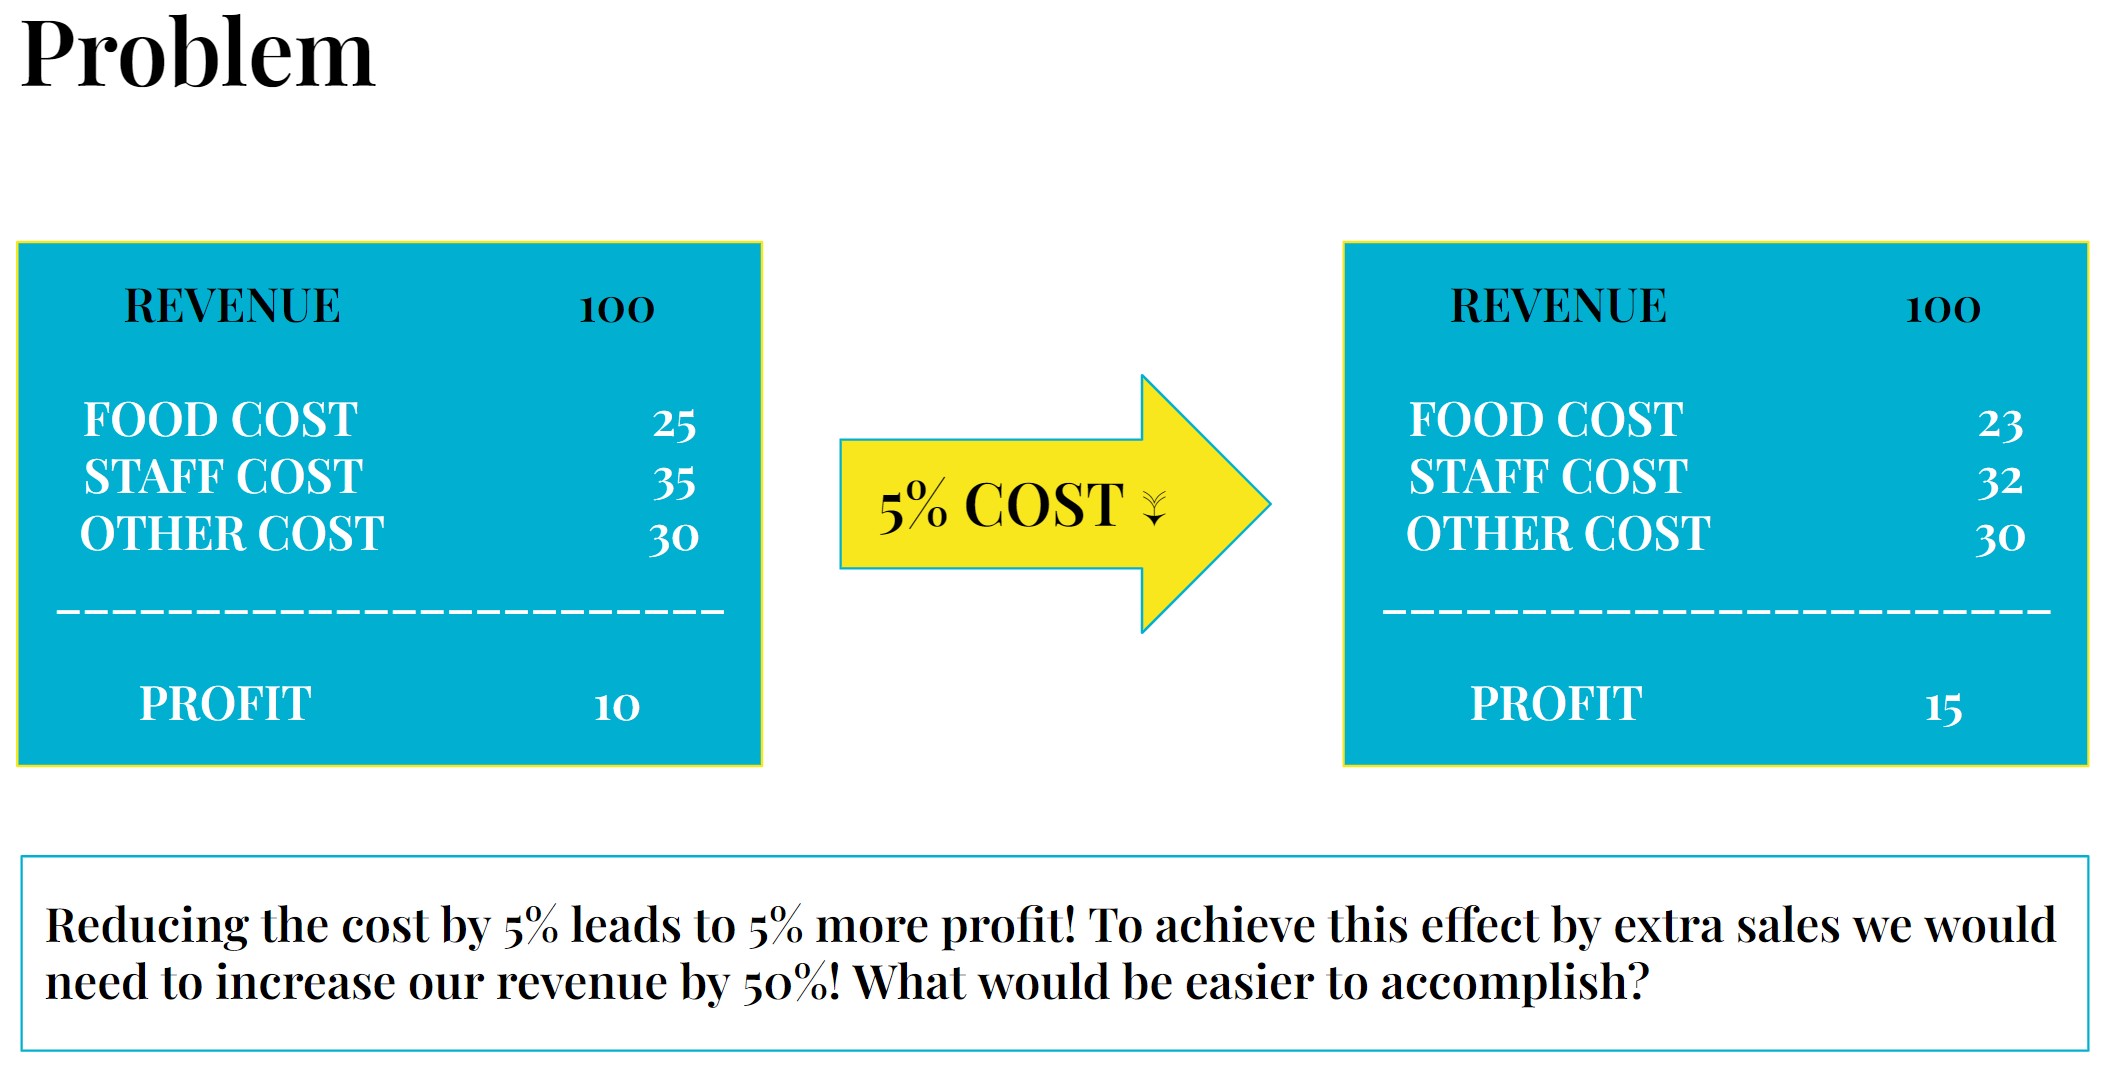 Problem
REVENUE 100
FOOD COST 25
STAFF COST 35
OTHER COST 30
PROFIT 10
5% COST
REVENUE 100
FOOD COST 23
STAFF COST 32
OTHER COST 30
PROFIT 15
Reducing the cost by 5% leads to 5% more profit! To achieve this effect by extra sales we would
need to increase our revenue by 50%! What would be easier to accomplish?